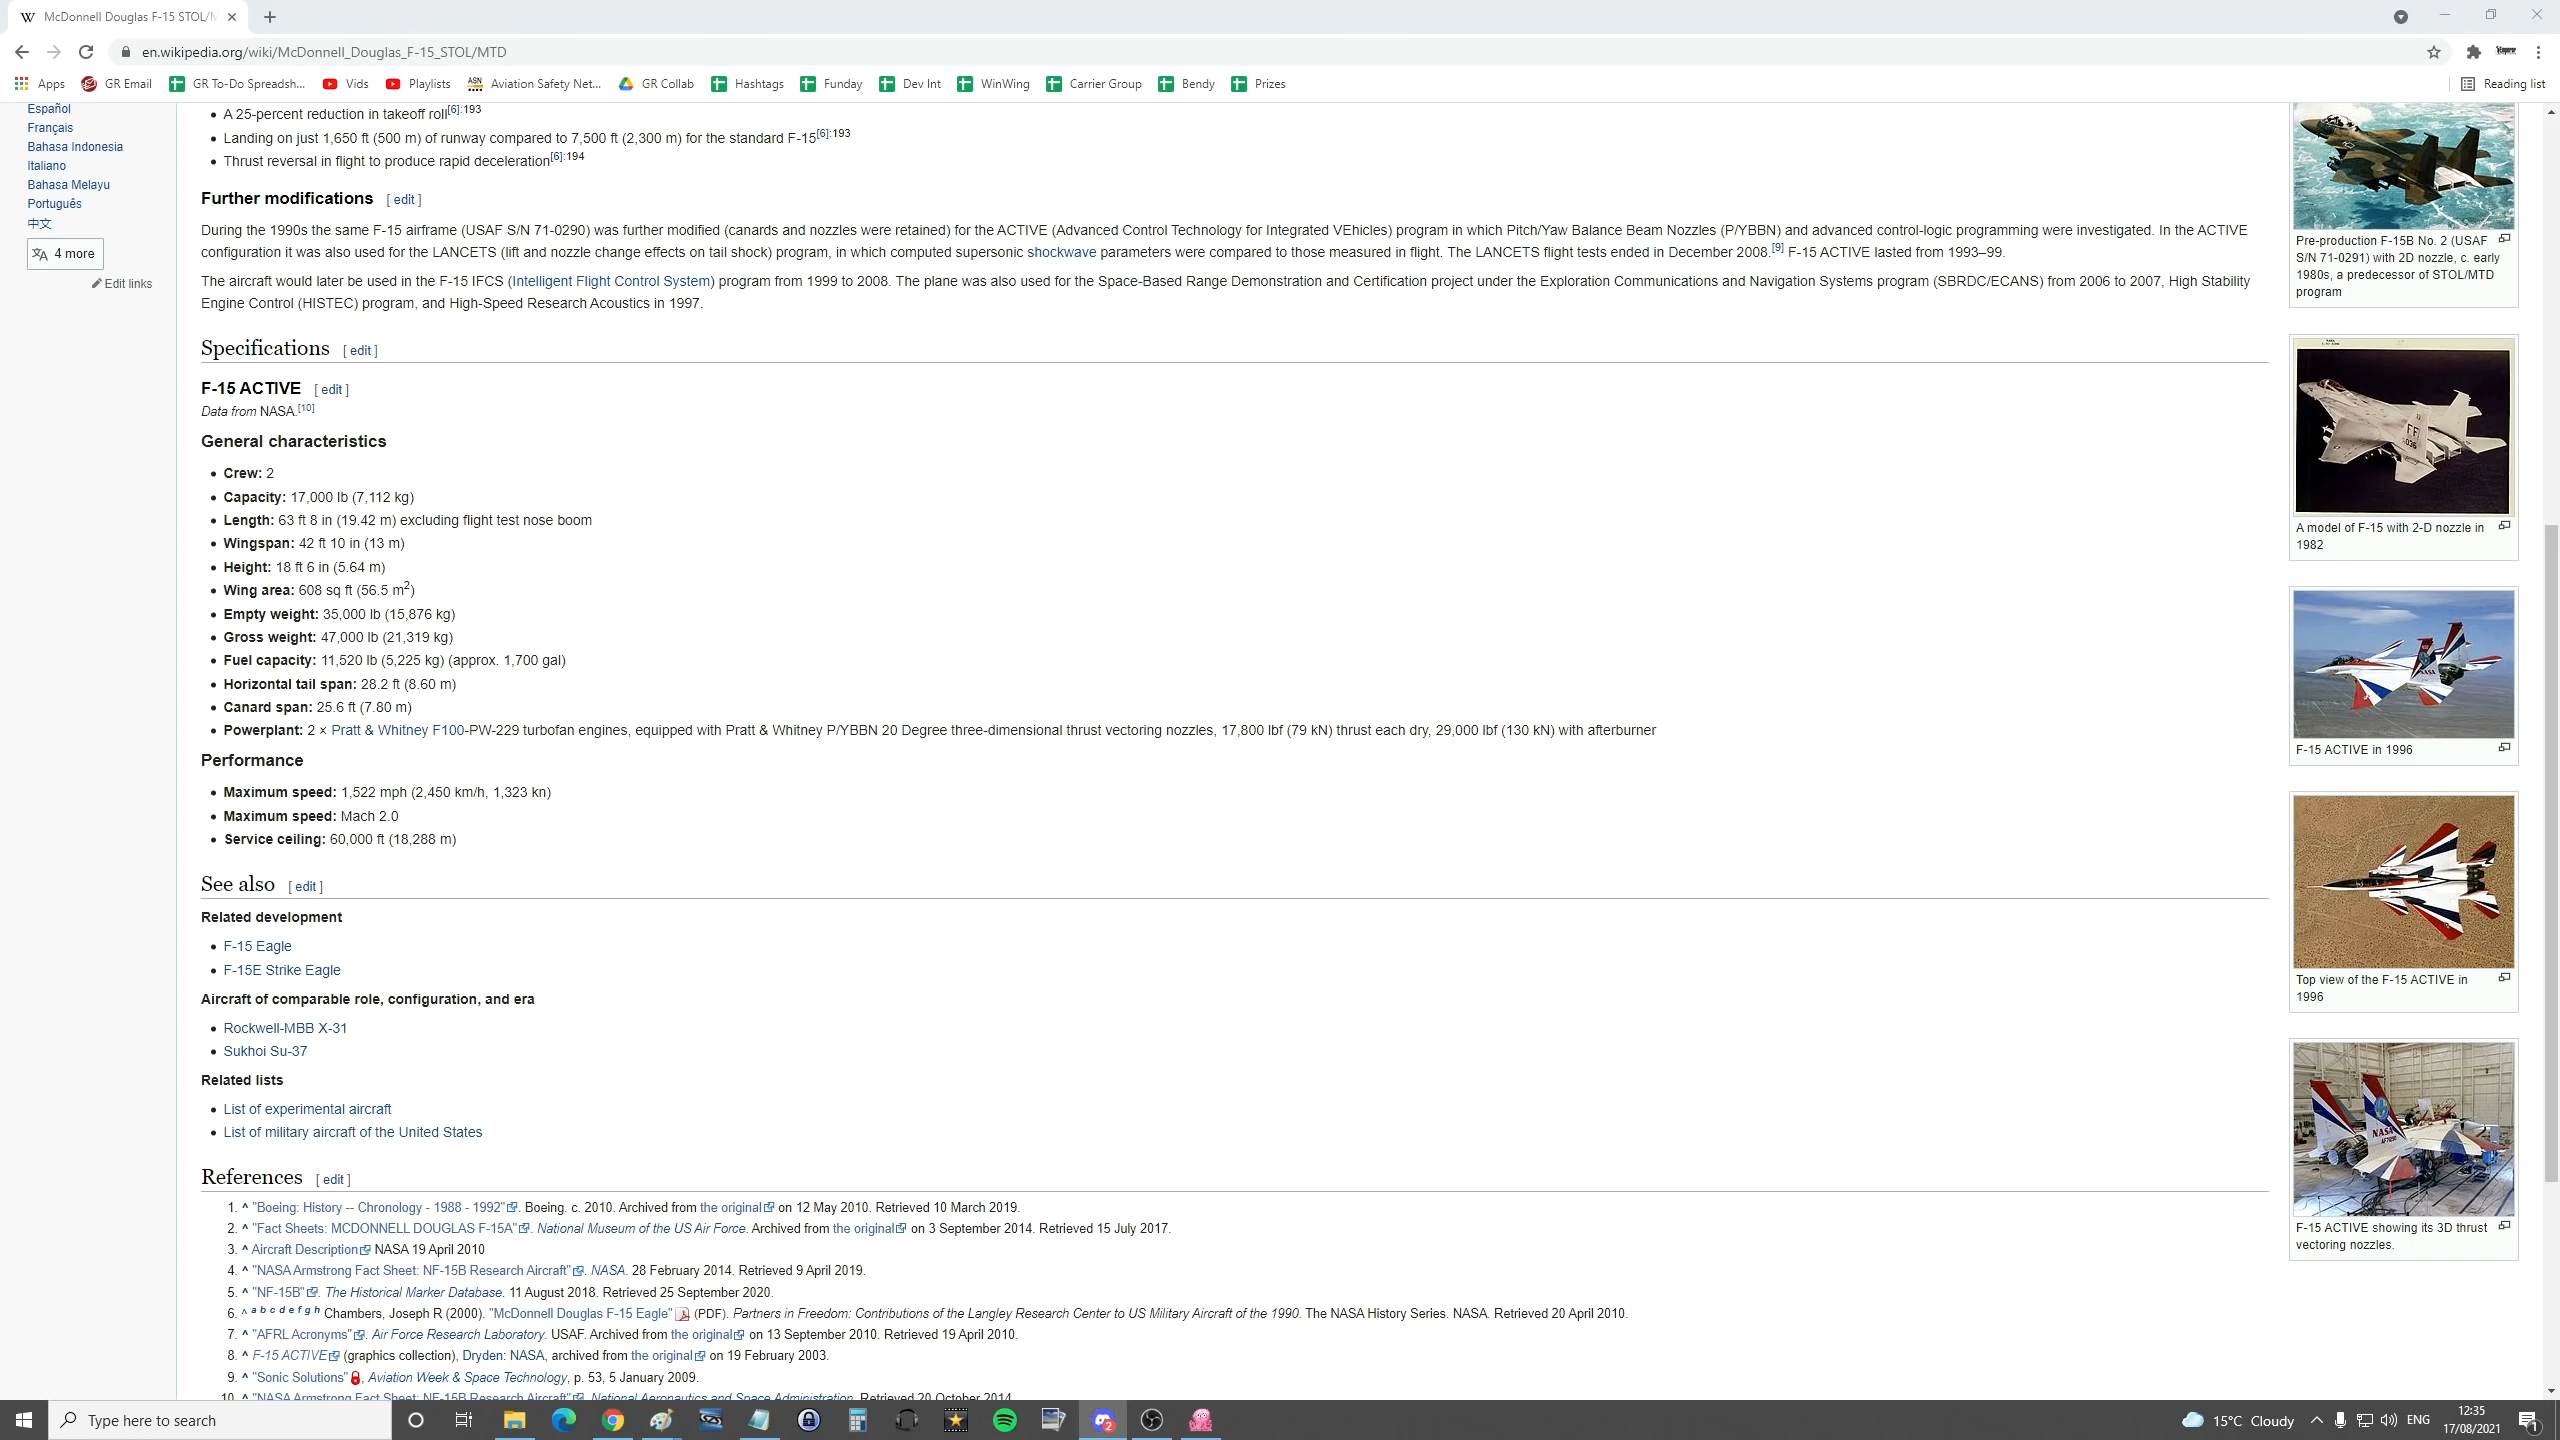 McDonnell Douglas F-15 STOL/M
en.wikipedia.org/wiki/McDonnell_Douglas_F-15_STOL/MTD
Apps GR Email GR To-Do Spreadsh... Vids Playlists ASN Aviation Safety Net... GR Collab Hashtags Funday Dev Int WinWing Carrier Group Bendy Prizes Reading list
Español
Français
Bahasa Indonesia
Italiano
Bahasa Melayu
Português
中文
4 more
Edit links
• A 25-percent reduction in takeoff roll[6]:193
• Landing on just 1,650 ft (500 m) of runway compared to 7,500 ft (2,300 m) for the standard F-15[6]:193
• Thrust reversal in flight to produce rapid deceleration[6]:194
Further modifications [ edit ]
During the 1990s the same F-15 airframe (USAF S/N 71-0290) was further modified (canards and nozzles were retained) for the ACTIVE (Advanced Control Technology for Integrated VEhicles) program in which Pitch/Yaw Balance Beam Nozzles (P/YBBN) and advanced control-logic programming were investigated. In the ACTIVE
configuration it was also used for the LANCETS (lift and nozzle change effects on tail shock) program, in which computed supersonic shockwave parameters were compared to those measured in flight. The LANCETS flight tests ended in December 2008.[9] F-15 ACTIVE lasted from 1993–99.
The aircraft would later be used in the F-15 IFCS (Intelligent Flight Control System) program from 1999 to 2008. The plane was also used for the Space-Based Range Demonstration and Certification project under the Exploration Communications and Navigation Systems program (SBRDC/ECANS) from 2006 to 2007, High Stability
Engine Control (HISTEC) program, and High-Speed Research Acoustics in 1997.
Specifications [ edit ]
F-15 ACTIVE [ edit ]
Data from NASA.[10]
General characteristics
• Crew: 2
• Capacity: 17,000 lb (7,112 kg)
• Length: 63 ft 8 in (19.42 m) excluding flight test nose boom
• Wingspan: 42 ft 10 in (13 m)
• Height: 18 ft 6 in (5.64 m)
• Wing area: 608 sq ft (56.5 m2)
• Empty weight: 35,000 lb (15,876 kg)
• Gross weight: 47,000 lb (21,319 kg)
• Fuel capacity: 11,520 lb (5,225 kg) (approx. 1,700 gal)
• Horizontal tail span: 28.2 ft (8.60 m)
• Canard span: 25.6 ft (7.80 m)
• Powerplant: 2 × Pratt & Whitney F100-PW-229 turbofan engines, equipped with Pratt & Whitney P/YBBN 20 Degree three-dimensional thrust vectoring nozzles, 17,800 lbf (79 kN) thrust each dry, 29,000 lbf (130 kN) with afterburner
Performance
• Maximum speed: 1,522 mph (2,450 km/h, 1,323 kn)
• Maximum speed: Mach 2.0
• Service ceiling: 60,000 ft (18,288 m)
See also [ edit ]
Related development
• F-15 Eagle
• F-15E Strike Eagle
Aircraft of comparable role, configuration, and era
• Rockwell-MBB X-31
• Sukhoi Su-37
Related lists
• List of experimental aircraft
• List of military aircraft of the United States
References [ edit ]
1. ^ "Boeing: History -- Chronology - 1988 - 1992". Boeing. c. 2010. Archived from the original on 12 May 2010. Retrieved 10 March 2019.
2. ^ "Fact Sheets: MCDONNELL DOUGLAS F-15A". National Museum of the US Air Force. Archived from the original on 3 September 2014. Retrieved 15 July 2017.
3. ^ Aircraft Description NASA 19 April 2010
4. ^ "NASA Armstrong Fact Sheet: NF-15B Research Aircraft". NASA. 28 February 2014. Retrieved 9 April 2019.
5. ^ "NF-15B". The Historical Marker Database. 11 August 2018. Retrieved 25 September 2020.
6. ^ a b c d e f g h Chambers, Joseph R (2000). "McDonnell Douglas F-15 Eagle" (PDF). Partners in Freedom: Contributions of the Langley Research Center to US Military Aircraft of the 1990. The NASA History Series. NASA. Retrieved 20 April 2010.
7. ^ "AFRL Acronyms". Air Force Research Laboratory. USAF. Archived from the original on 13 September 2010. Retrieved 19 April 2010.
8. ^ F-15 ACTIVE (graphics collection), Dryden: NASA, archived from the original on 19 February 2003.
9. ^ "Sonic Solutions", Aviation Week & Space Technology, p. 53, 5 January 2009.
10. ^ "NASA Armstrong Fact Sheet: NF-15B Research Aircraft". National Aeronautics and Space Administration. Retrieved 20 October 2014.
Pre-production F-15B No. 2 (USAF
S/N 71-0291) with 2D nozzle, c. early
1980s, a predecessor of STOL/MTD
program
FF
036
A model of F-15 with 2-D nozzle in
1982
NASA
F-15 ACTIVE in 1996
Top view of the F-15 ACTIVE in
1996
NASA
F-15 ACTIVE showing its 3D thrust
vectoring nozzles.
Type here to search
2
15°C Cloudy
ENG
12:35
17/08/2021
1